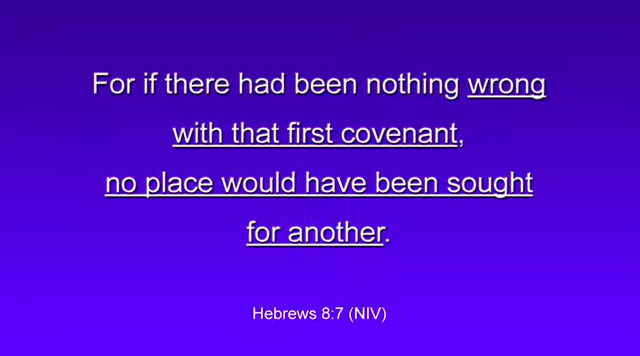 For if there had been nothing wrong
with that first covenant,
no place would have been sought
for another.
Hebrews 8:7 (NIV)